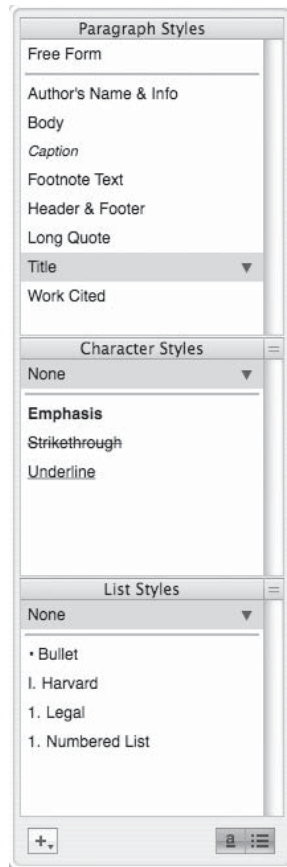 Paragraph Styles
Free Form
Author's Name & Info
Body
Caption
Footnote Text
Header & Footer
Long Quote
Title
Work Cited
Character Styles
None
Emphasis
Strikethrough
Underline
List Styles
None
• Bullet
I. Harvard
1. Legal
1. Numbered List
a